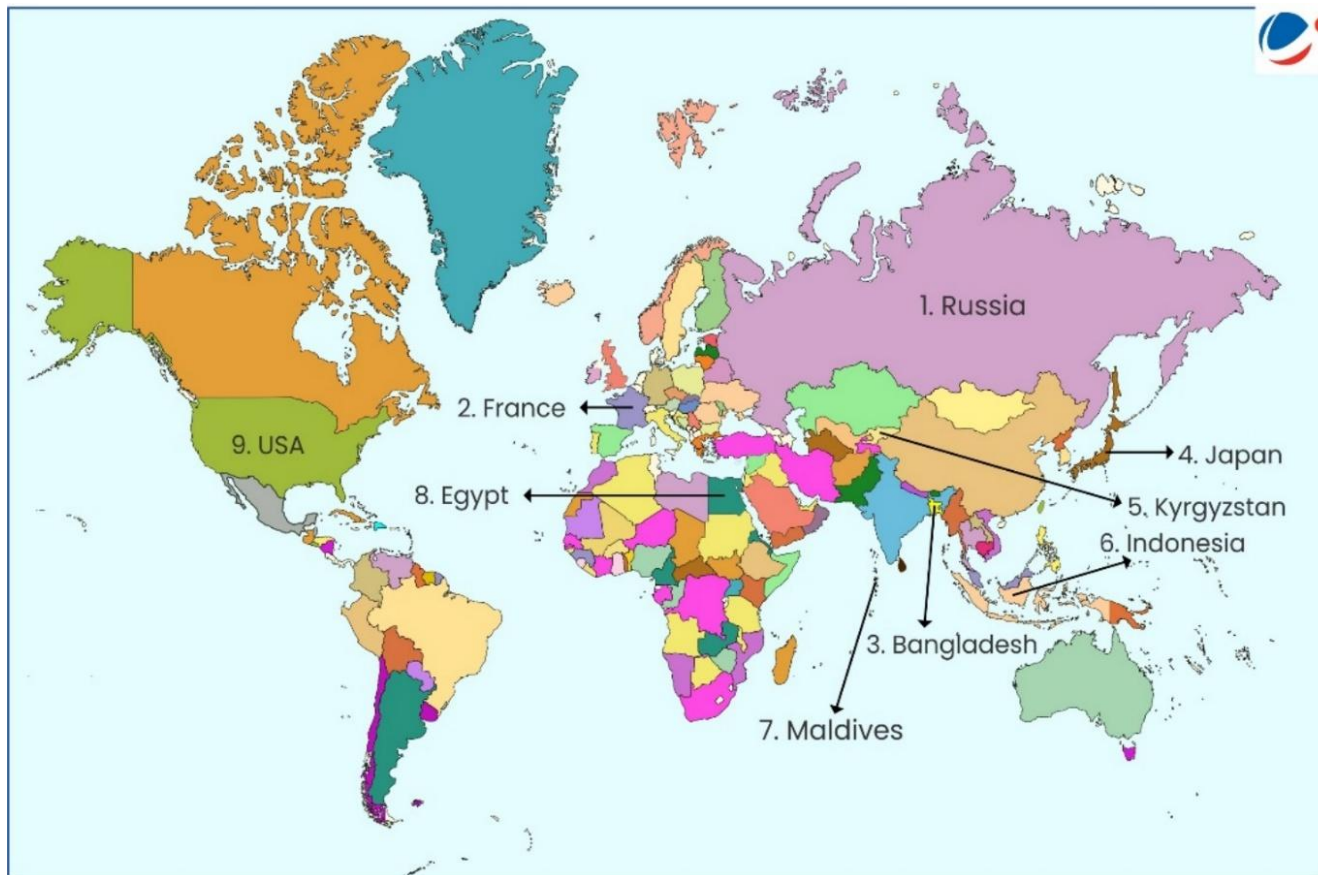 1. Russia
2. France
9. USA
4. Japan
8. Egypt
5. Kyrgyzstan
6. Indonesia
3. Bangladesh
7. Maldives